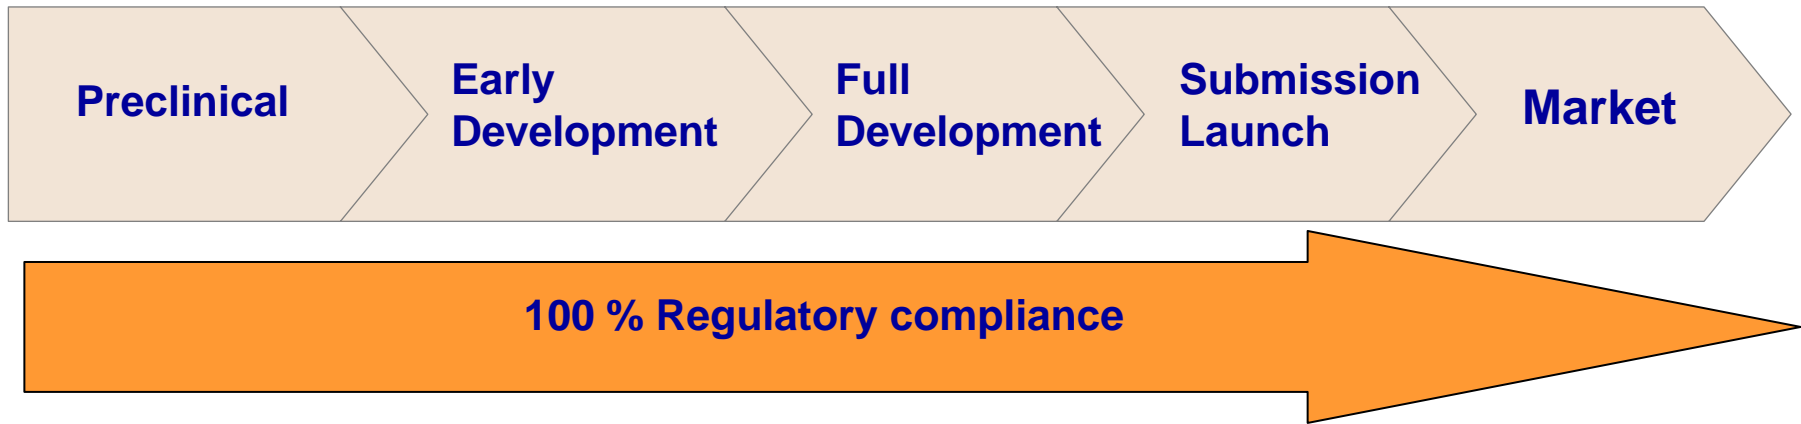 Preclinical
Early
Development
Full
Development
Submission
Launch
Market
100 % Regulatory compliance